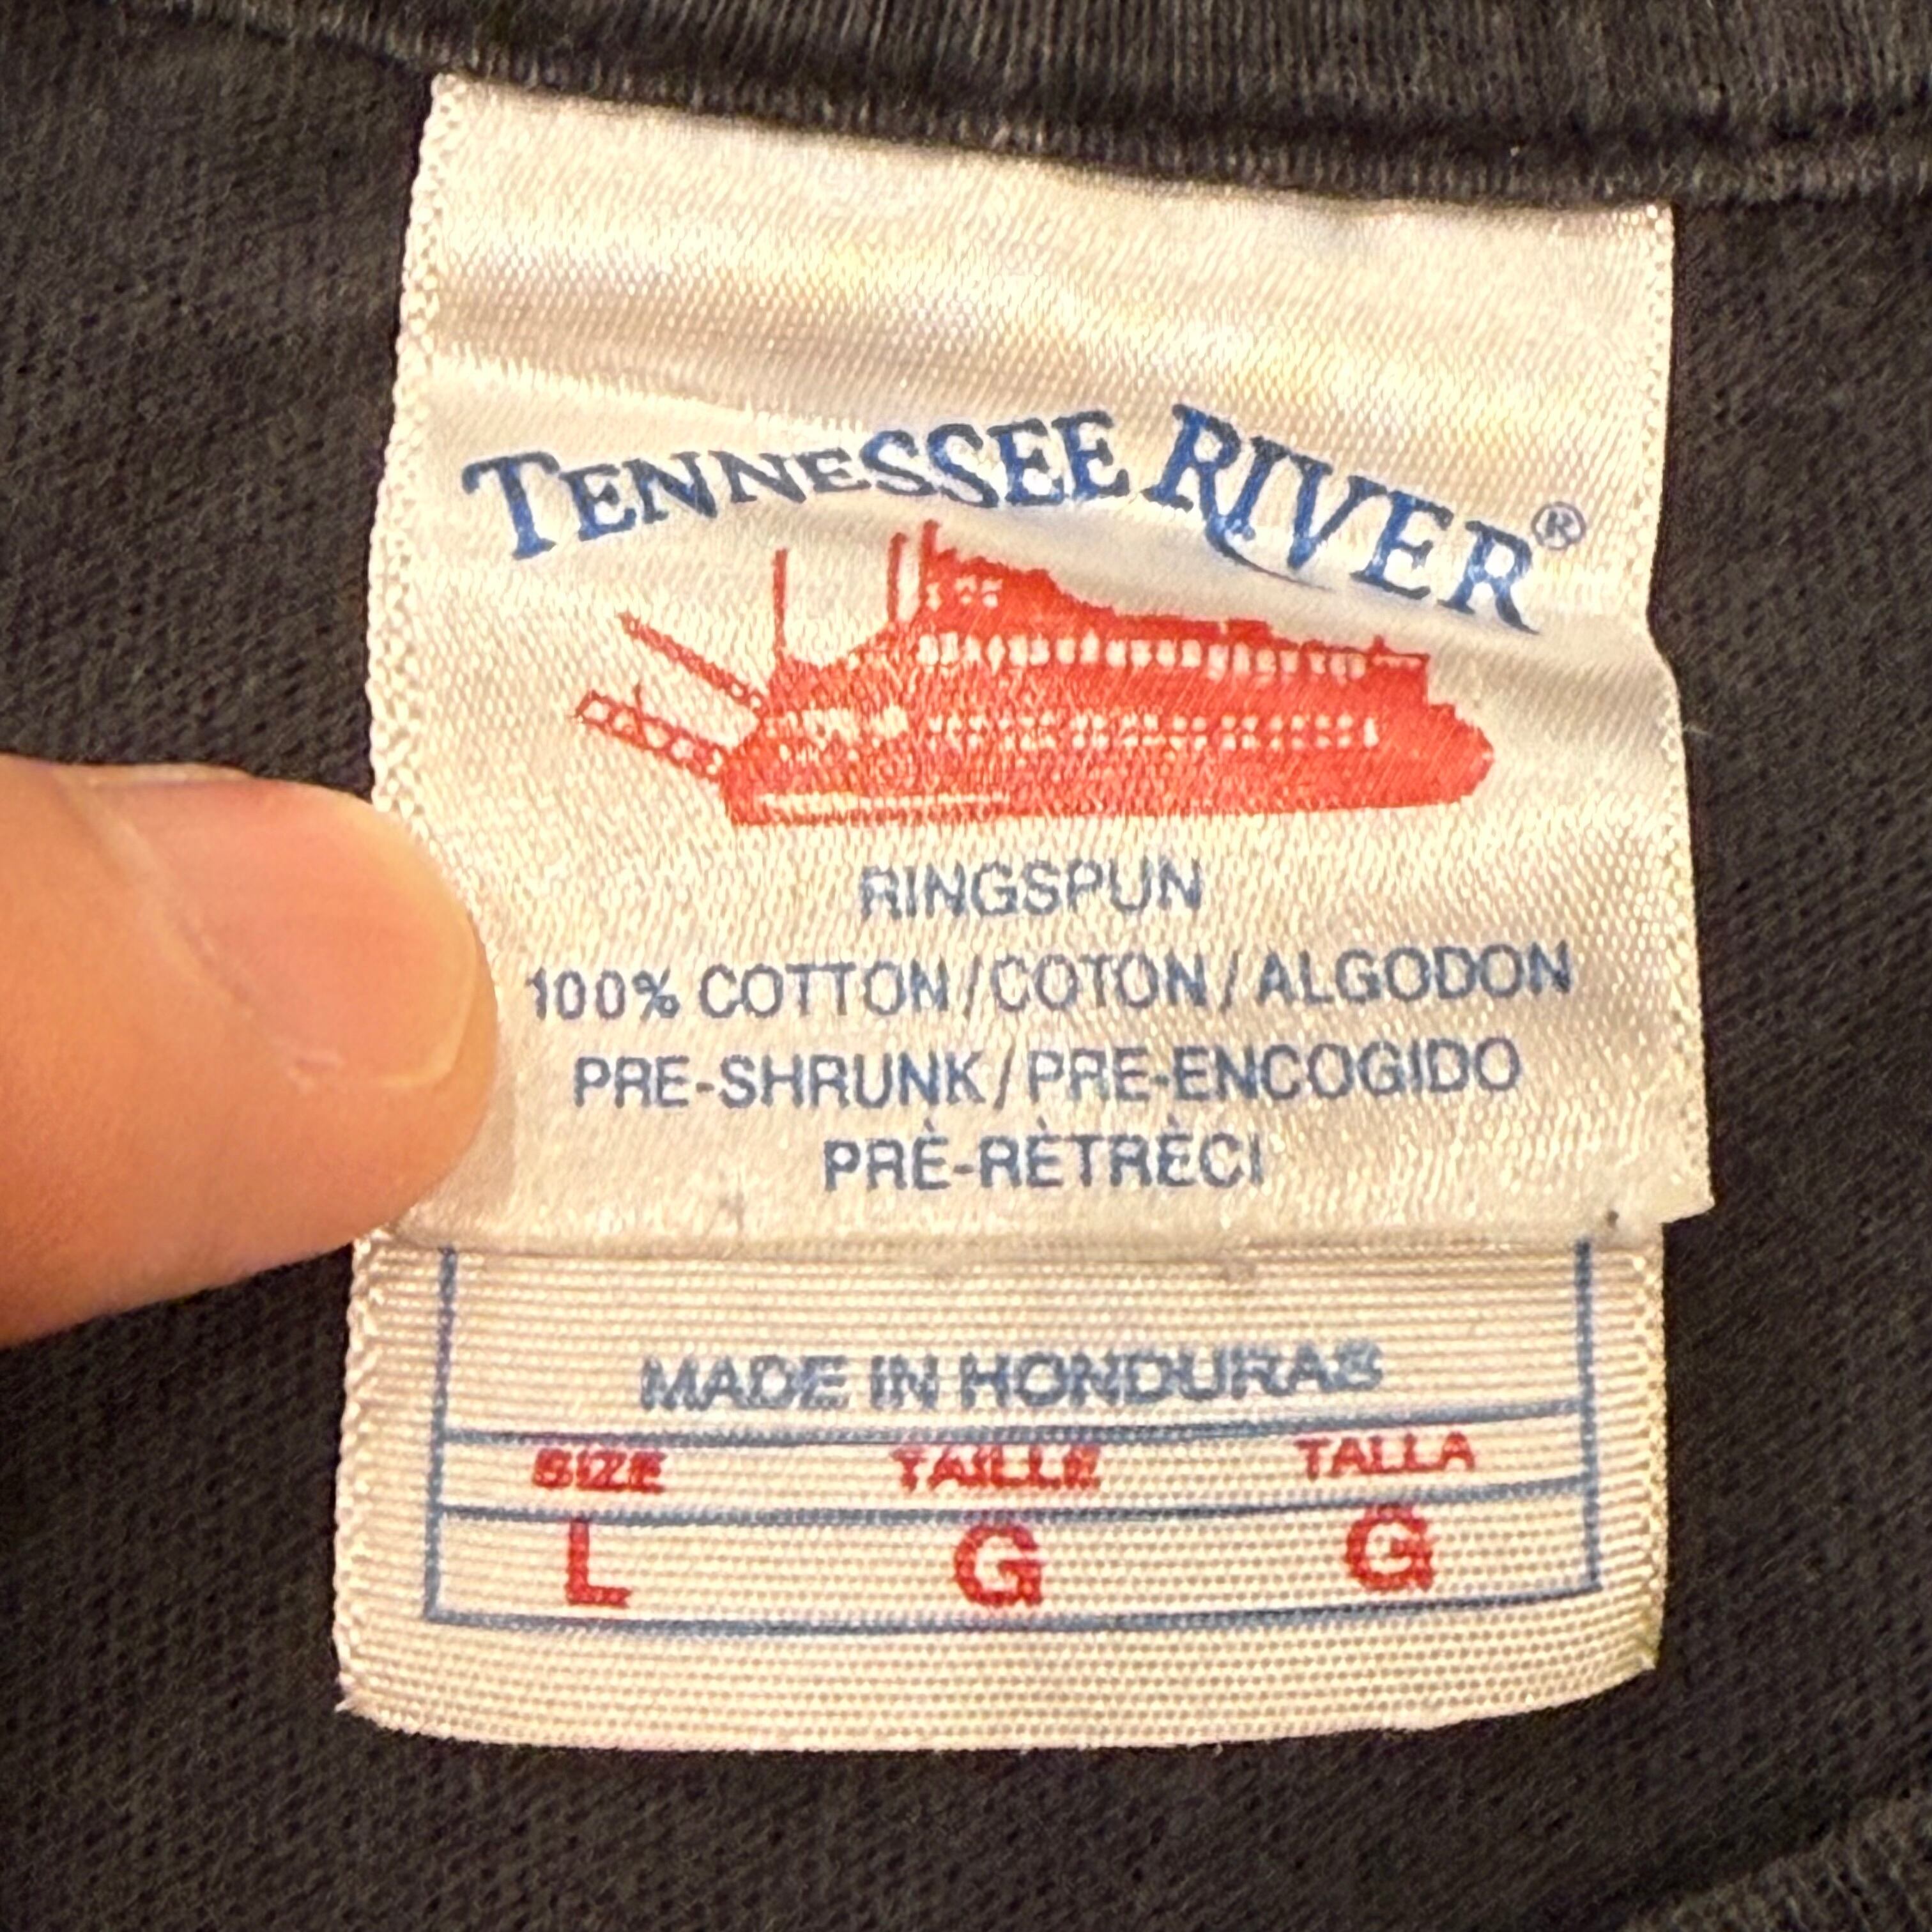 TENNESSEE RIVER®
RINGSPUN
100% COTTON/COTON/ALGODON
PRE-SHRUNK/PRE-ENCOGIDO
PRÈ-RÈTRÈCI
MADE IN HONDURAS
SIZE TAILLE TALLA
L G G